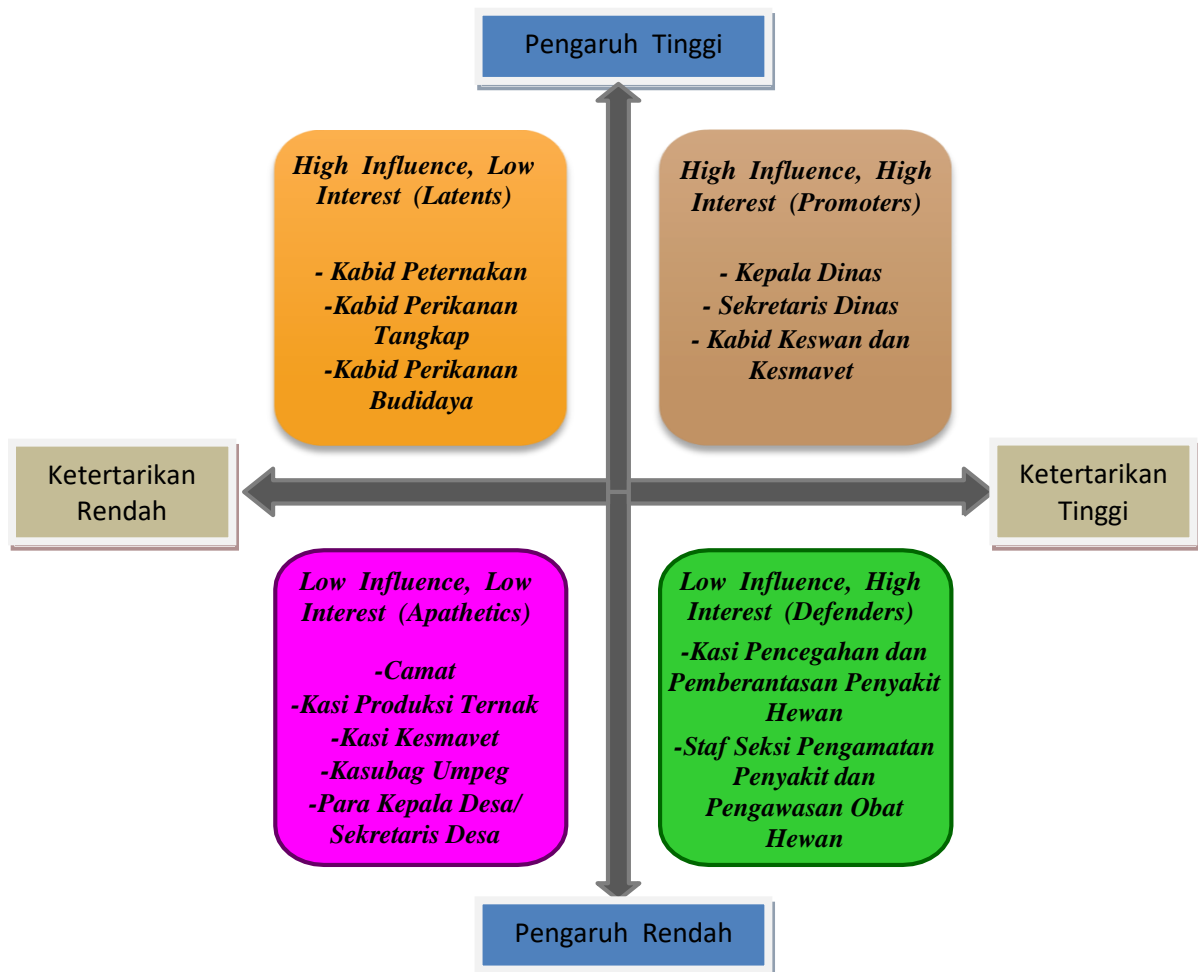 Pengaruh Tinggi
High Influence, Low
Interest (Latents)
- Kabid Peternakan
-Kabid Perikanan
Tangkap
-Kabid Perikanan
Budidaya
High Influence, High
Interest (Promoters)
- Kepala Dinas
- Sekretaris Dinas
- Kabid Keswan dan
Kesmavet
Ketertarikan
Rendah
Ketertarikan
Tinggi
Low Influence, Low
Interest (Apathetics)
-Camat
-Kasi Produksi Ternak
-Kasi Kesmavet
-Kasubag Umpeg
-Para Kepala Desa/
Sekretaris Desa
Low Influence, High
Interest (Defenders)
-Kasi Pencegahan dan
Pemberantasan Penyakit
Hewan
-Staf Seksi Pengamatan
Penyakit dan
Pengawasan Obat
Hewan
Pengaruh Rendah